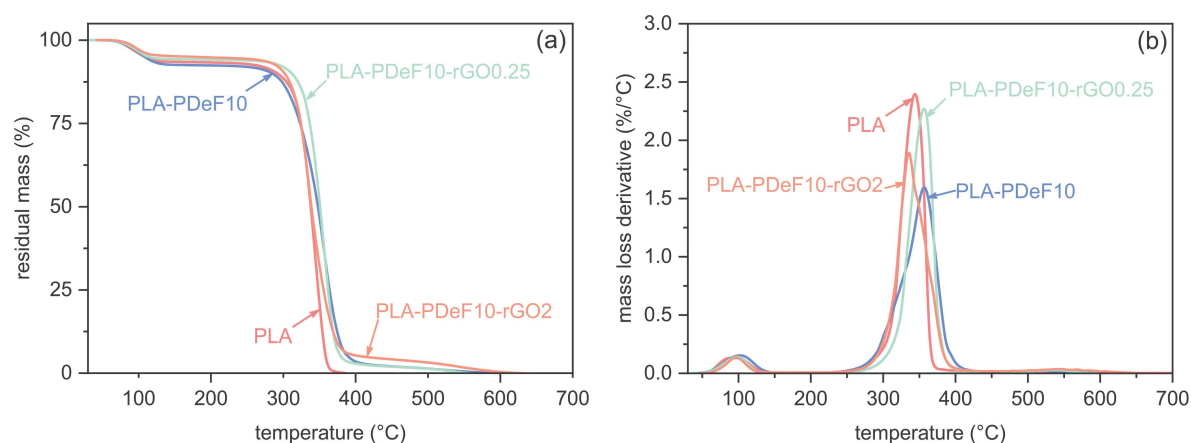 (a)
100
75
50
25
0
residual mass (%)
PLA-PDeF10-rGO0.25
PLA-PDeF10
PLA-PDeF10-rGO2
PLA
0 100 200 300 400 500 600 700
temperature (°C)
(b)
3.0
2.5
2.0
1.5
1.0
0.5
0.0
mass loss derivative (%/°C)
PLA-PDeF10-rGO0.25
PLA
PLA-PDeF10-rGO2
PLA-PDeF10
100 200 300 400 500 600 700
temperature (°C)